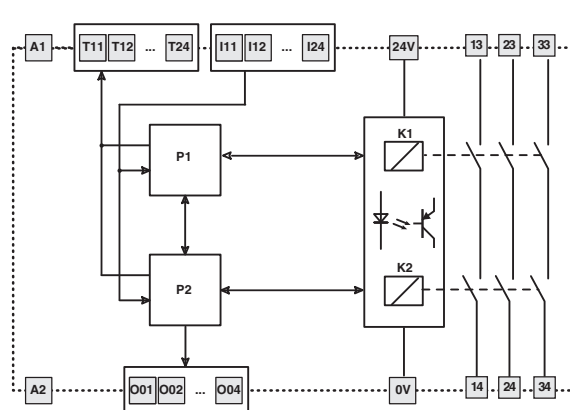 A1 T11 T12 ... T24 I11 I12 ... I24 24V 13 23 33
K1
P1
K2
P2
A2 O01 O02 ... O04 0V 14 24 34